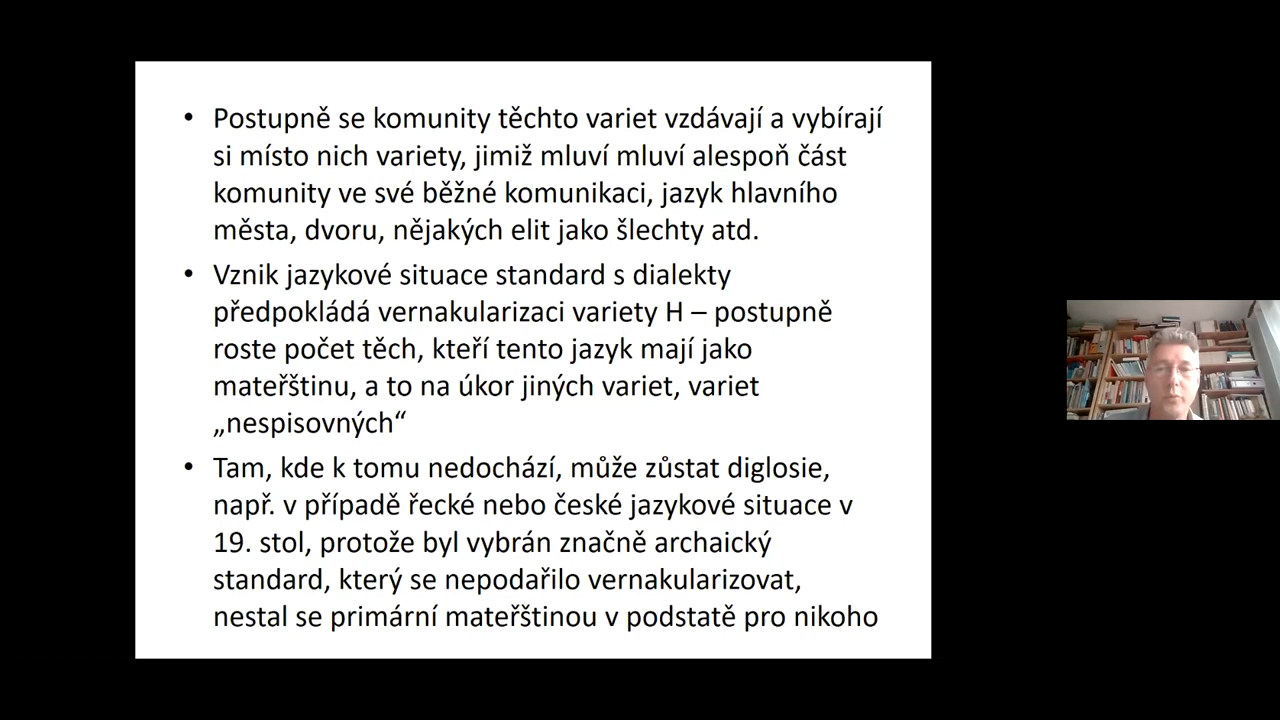 • Postupně se komunity těchto variet vzdávají a vybírají
si místo nich variety, jimiž mluví mluví alespoň část
komunity ve své běžné komunikaci, jazyk hlavního
města, dvoru, nějakých elit jako šlechty atd.
• Vznik jazykové situace standard s dialekty
předpokládá vernakularizaci variety H – postupně
roste počet těch, kteří tento jazyk mají jako
mateřštinu, a to na úkor jiných variet, variet
„nespisovných“
• Tam, kde k tomu nedochází, může zůstat diglosie,
např. v případě řecké nebo české jazykové situace v
19. stol, protože byl vybrán značně archaický
standard, který se nepodařilo vernakularizovat,
nestal se primární mateřštinou v podstatě pro nikoho